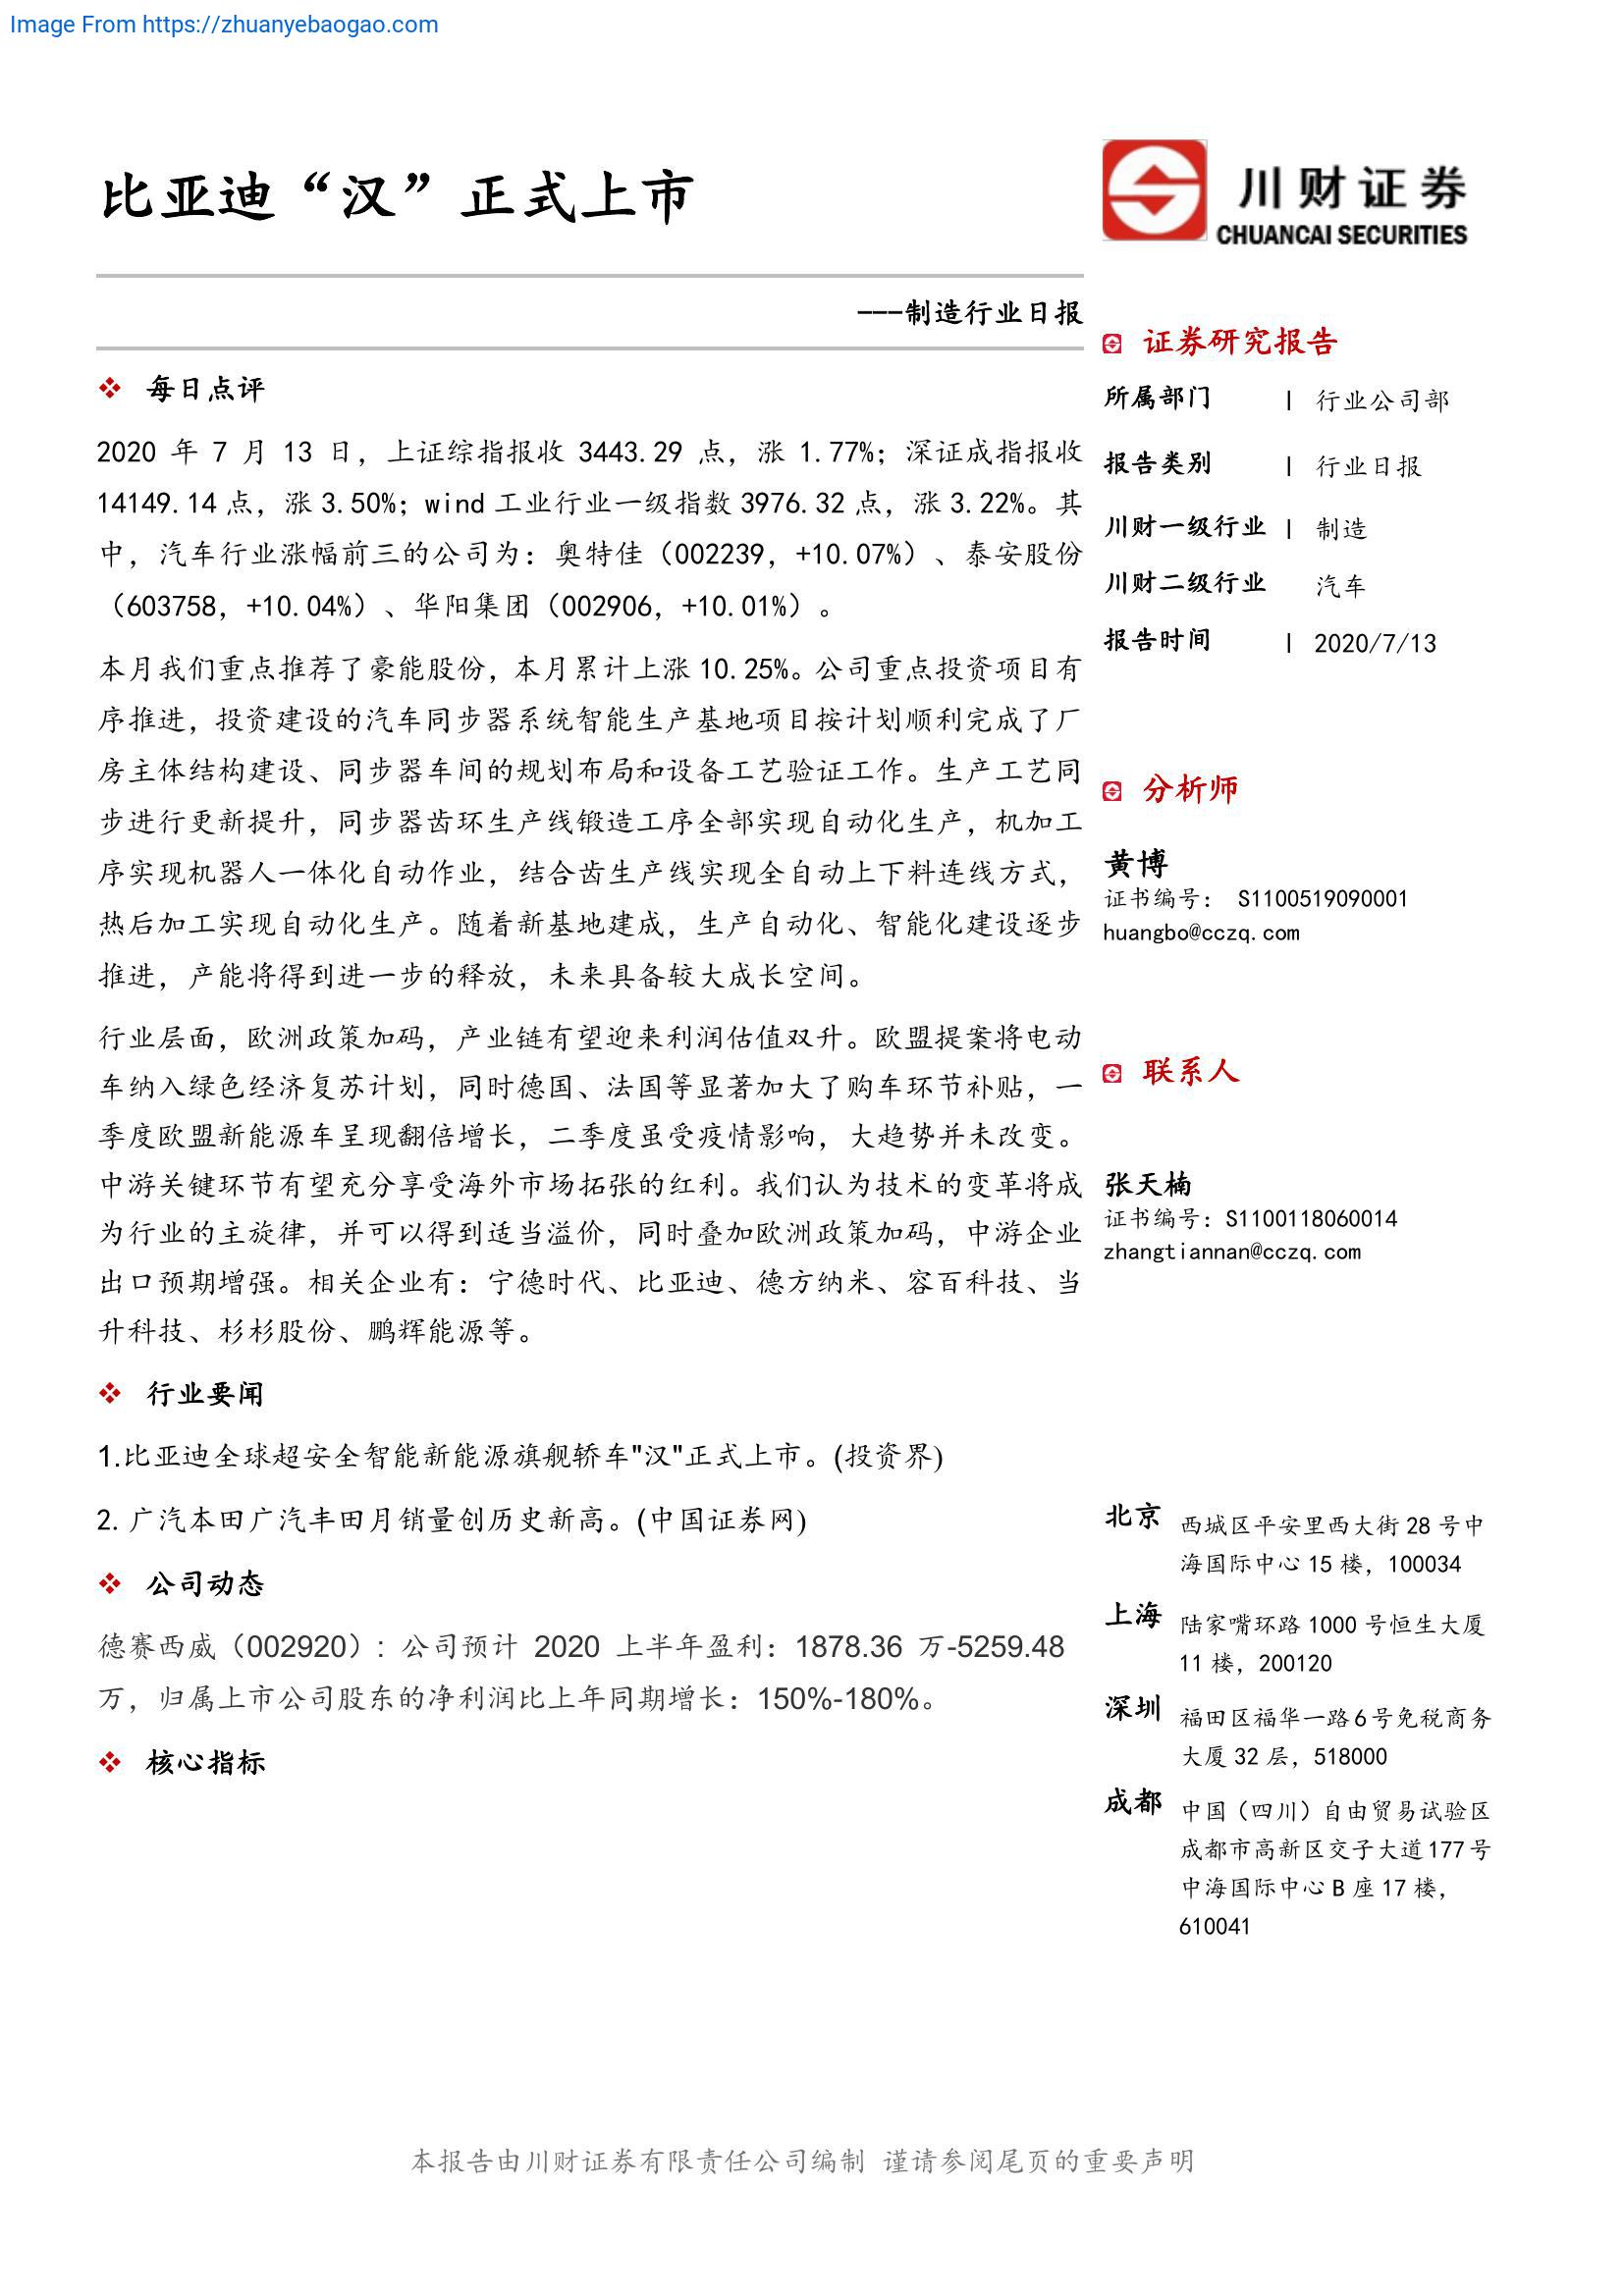 Image From https://zhuanyebaogao.com
比亚迪“汉”正式上市
川财证券
CHUANCAI SECURITIES
---制造行业日报
每日点评
2020 年 7 月 13 日，上证综指报收 3443.29 点，涨 1.77%；深证成指报收
14149.14 点，涨 3.50%；wind 工业行业一级指数 3976.32 点，涨 3.22%。其
中，汽车行业涨幅前三的公司为：奥特佳（002239，+10.07%）、泰安股份
（603758，+10.04%）、华阳集团（002906，+10.01%）。
本月我们重点推荐了豪能股份，本月累计上涨 10.25%。公司重点投资项目有
序推进，投资建设的汽车同步器系统智能生产基地项目按计划顺利完成了厂
房主体结构建设、同步器车间的规划布局和设备工艺验证工作。生产工艺同
步进行更新提升，同步器齿环生产线锻造工序全部实现自动化生产，机加工
序实现机器人一体化自动作业，结合齿生产线实现全自动上下料连线方式，
热后加工实现自动化生产。随着新基地建成，生产自动化、智能化建设逐步
推进，产能将得到进一步的释放，未来具备较大成长空间。
行业层面，欧洲政策加码，产业链有望迎来利润估值双升。欧盟提案将电动
车纳入绿色经济复苏计划，同时德国、法国等显著加大了购车环节补贴，一
季度欧盟新能源车呈现翻倍增长，二季度虽受疫情影响，大趋势并未改变。
中游关键环节有望充分享受海外市场拓张的红利。我们认为技术的变革将成
为行业的主旋律，并可以得到适当溢价，同时叠加欧洲政策加码，中游企业
出口预期增强。相关企业有：宁德时代、比亚迪、德方纳米、容百科技、当
升科技、杉杉股份、鹏辉能源等。
行业要闻
1.比亚迪全球超安全智能新能源旗舰轿车"汉"正式上市。(投资界)
2. 广汽本田广汽丰田月销量创历史新高。(中国证券网)
公司动态
德赛西威（002920）：公司预计 2020 上半年盈利：1878.36 万-5259.48
万，归属上市公司股东的净利润比上年同期增长：150%-180%。
核心指标
证券研究报告
所属部门 | 行业公司部
报告类别 | 行业日报
川财一级行业 | 制造
川财二级行业 汽车
报告时间 | 2020/7/13
分析师
黄博
证书编号： S1100519090001
huangbo@cczq.com
联系人
张天楠
证书编号：S1100118060014
zhangtiannan@cczq.com
北京 西城区平安里西大街 28 号中
海国际中心 15 楼，100034
上海 陆家嘴环路 1000 号恒生大厦
11 楼，200120
深圳 福田区福华一路 6 号免税商务
大厦 32 层，518000
成都 中国（四川）自由贸易试验区
成都市高新区交子大道 177 号
中海国际中心 B 座 17 楼，
610041
本报告由川财证券有限责任公司编制 谨请参阅尾页的重要声明